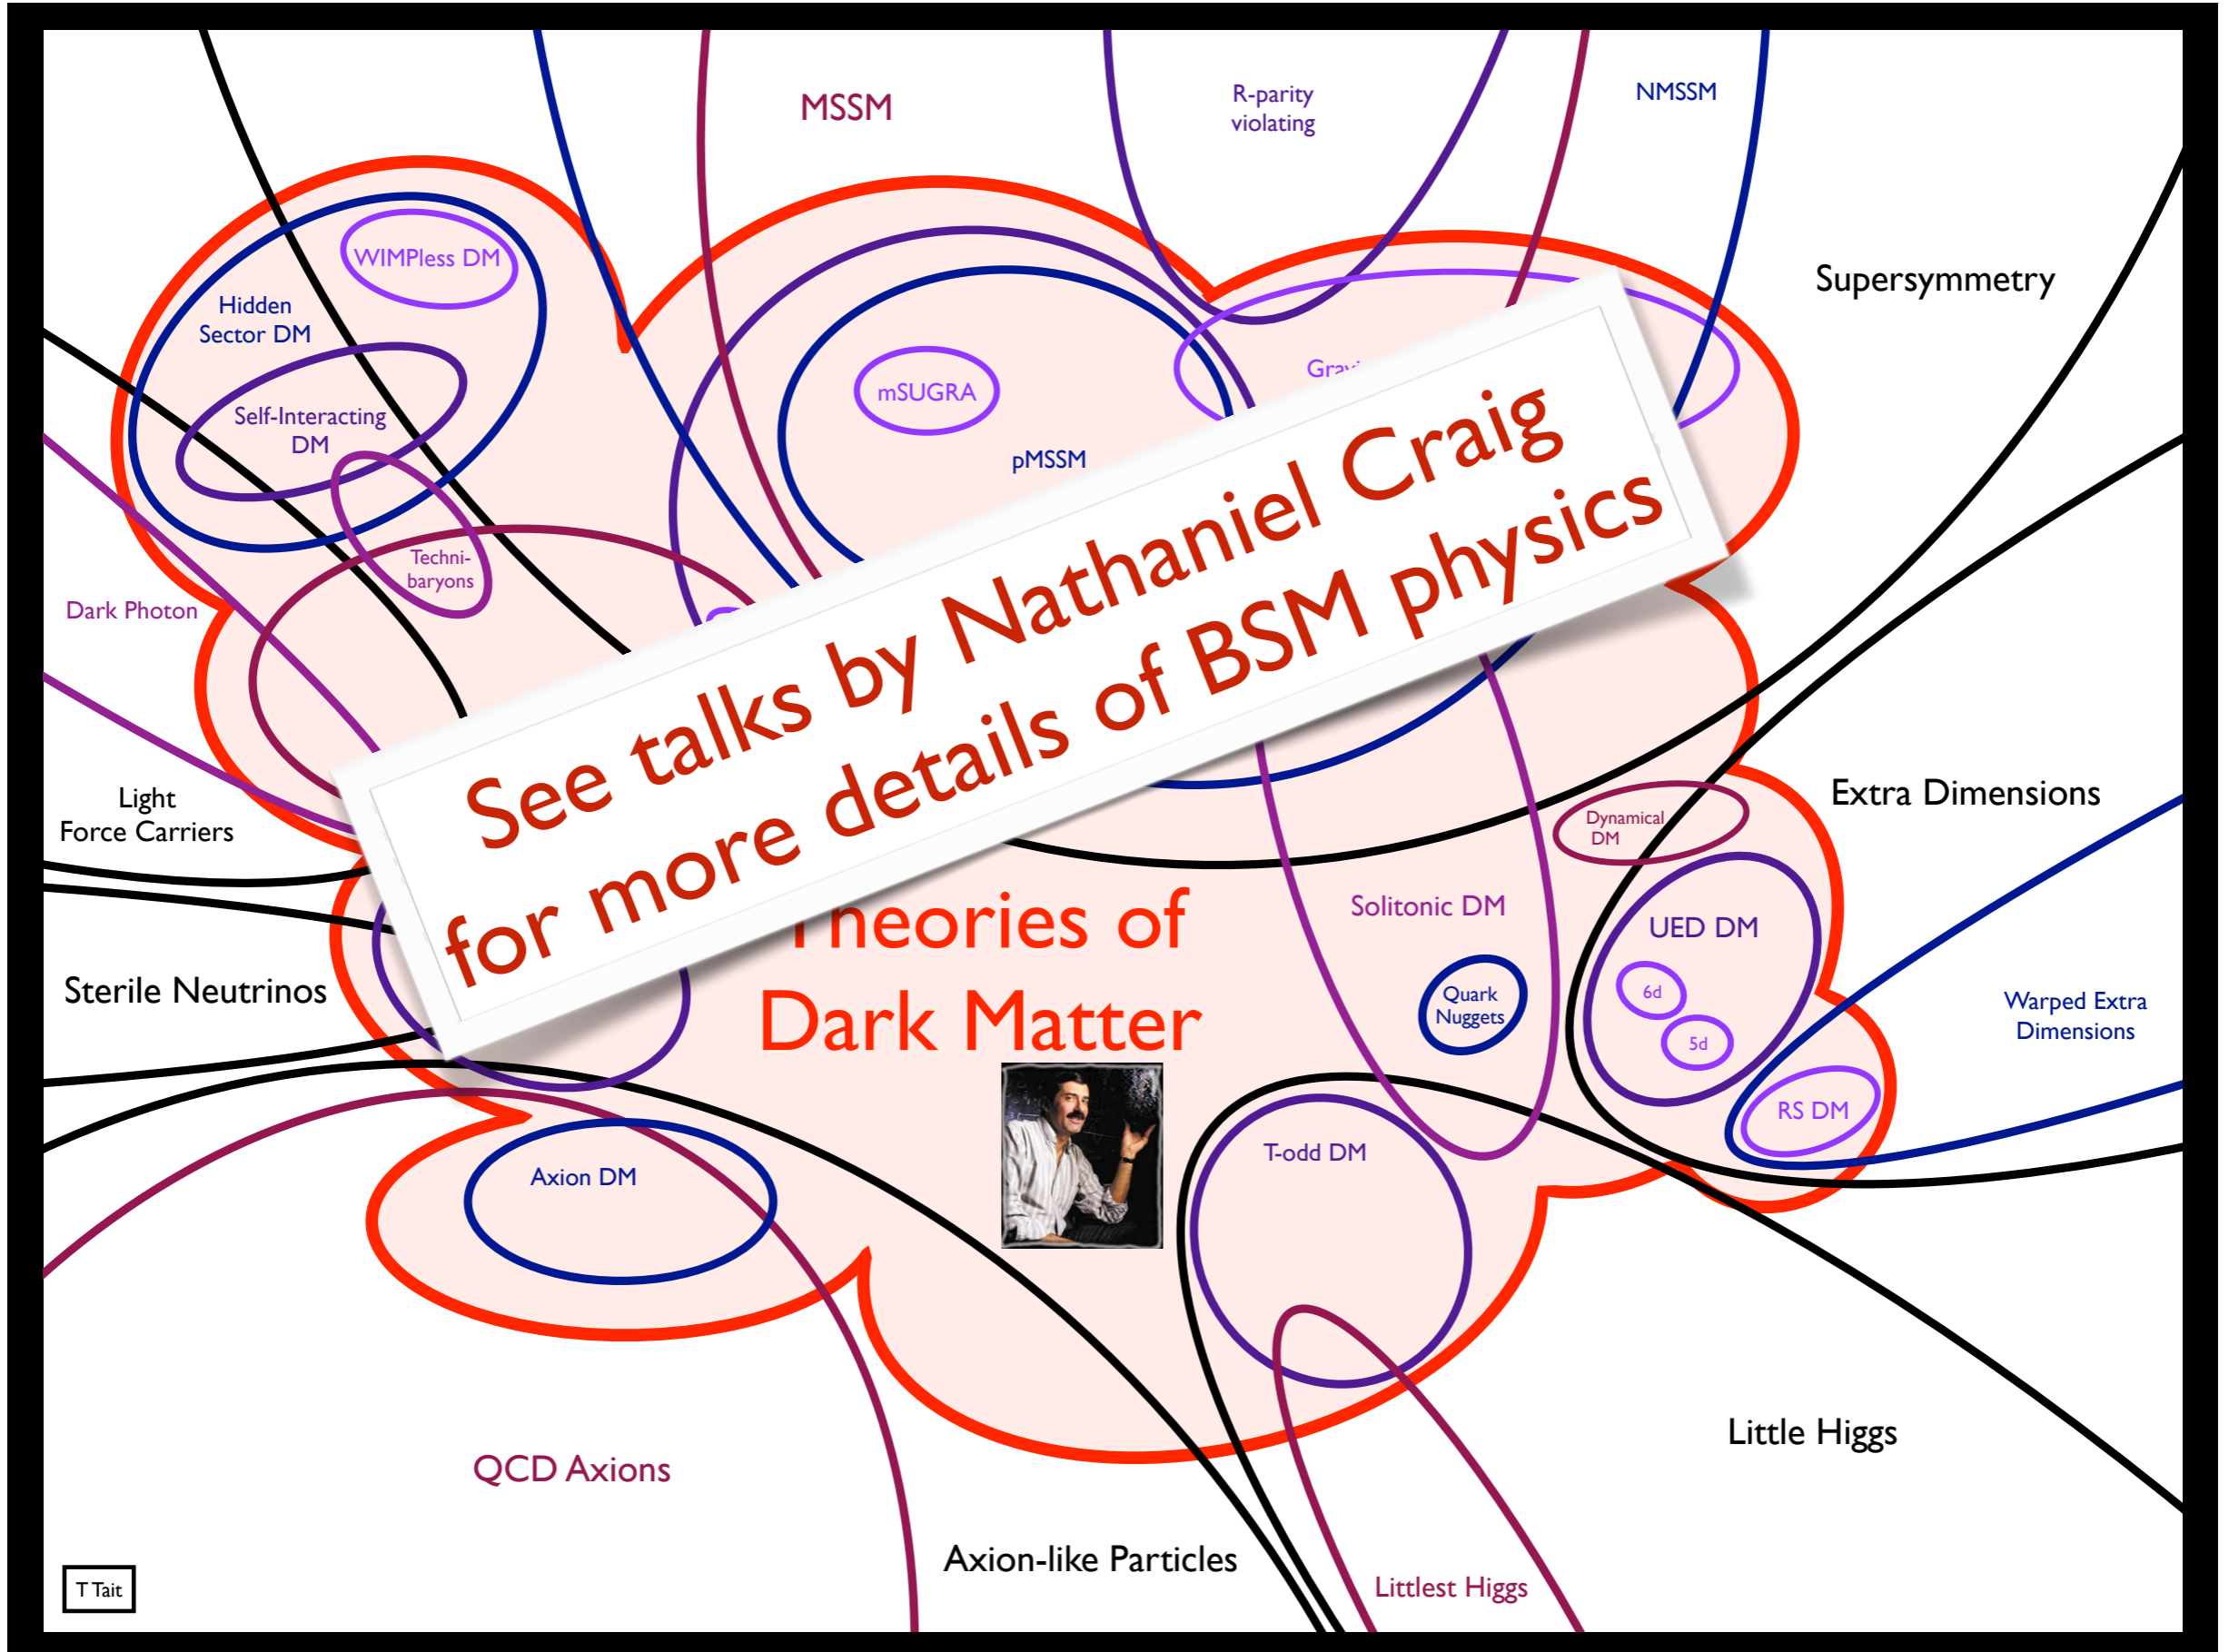 MSSM
R-parity
violating
NMSSM
WIMPless DM
Hidden
Sector DM
Supersymmetry
Self-Interacting
DM
mSUGRA
pMSSM
Techni-
baryons
Dark Photon
See talks by Nathaniel Craig
for more details of BSM physics
Light
Force Carriers
Extra Dimensions
Dynamical
DM
Theories of
Dark Matter
Solitonic DM
UED DM
Sterile Neutrinos
Quark
Nuggets
6d
5d
Warped Extra
Dimensions
RS DM
Axion DM
T-odd DM
Little Higgs
QCD Axions
Axion-like Particles
Littlest Higgs
T Tait